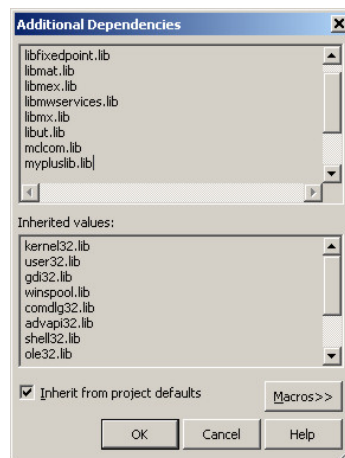 Additional Dependencies
libfixedpoint.lib
libmat.lib
libmex.lib
libmwservices.lib
libmx.lib
libut.lib
mclcom.lib
mypluslib.lib
Inherited values:
kernel32.lib
user32.lib
gdi32.lib
winspool.lib
comdlg32.lib
advapi32.lib
shell32.lib
ole32.lib
Inherit from project defaults
Macros>>
OK Cancel Help